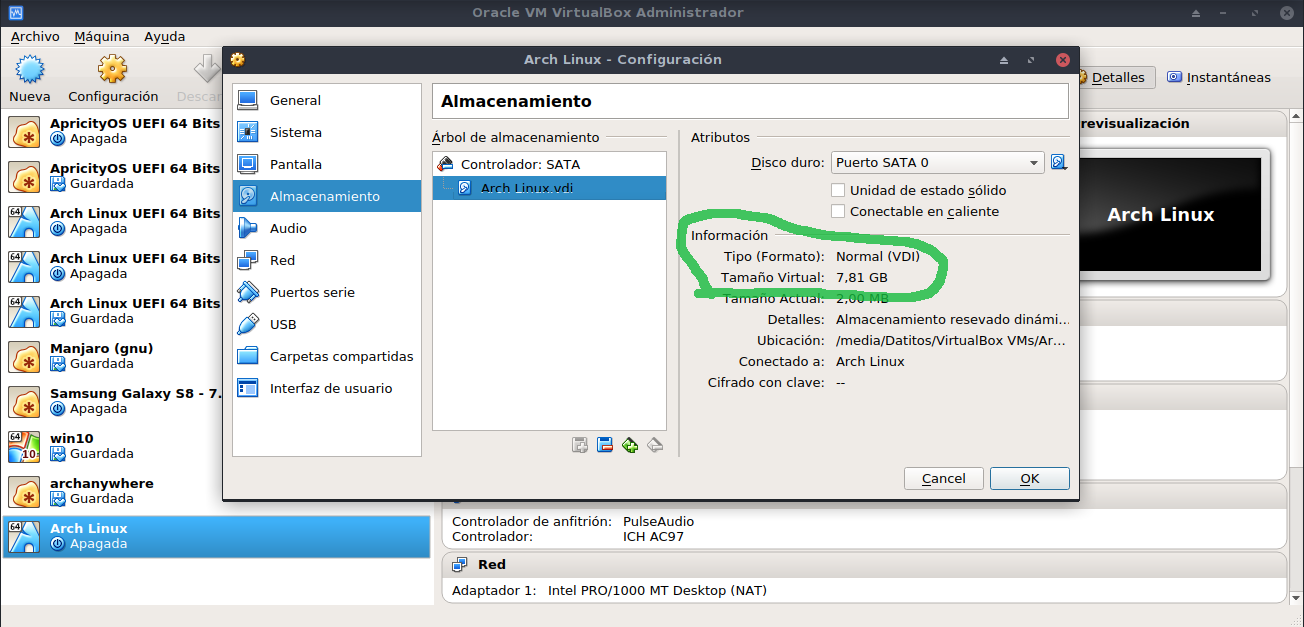 Oracle VM VirtualBox Administrador
Archivo Máquina Ayuda
Nueva Configuración Descar
Detalles Instantáneas
ApricityOS UEFI 64 Bits
Apagada
ApricityOS UEFI 64 Bits
Guardada
64
Arch Linux UEFI 64 Bits
Apagada
64
Arch Linux UEFI 64 Bits
Apagada
64
Arch Linux UEFI 64 Bits
Guardada
Manjaro (gnu)
Guardada
Samsung Galaxy S8 - 7.
Apagada
64
10
win10
Guardada
archanywhere
Guardada
64
Arch Linux
Apagada
Arch Linux - Configuración
General
Sistema
Pantalla
Almacenamiento
Audio
Red
Puertos serie
USB
Carpetas compartidas
Interfaz de usuario
Almacenamiento
Árbol de almacenamiento
Controlador: SATA
Arch Linux.vdi
Atributos
Disco duro: Puerto SATA 0
Unidad de estado sólido
Conectable en caliente
Información
Tipo (Formato): Normal (VDI)
Tamaño Virtual: 7,81 GB
Tamaño Actual: 2,00 MB
Detalles: Almacenamiento resevado dinámi...
Ubicación: /media/Datitos/VirtualBox VMs/Ar...
Conectado a: Arch Linux
Cifrado con clave: --
Cancel OK
revisualización
Arch Linux
Controlador de anfitrión: PulseAudio
Controlador: ICH AC97
Red
Adaptador 1: Intel PRO/1000 MT Desktop (NAT)